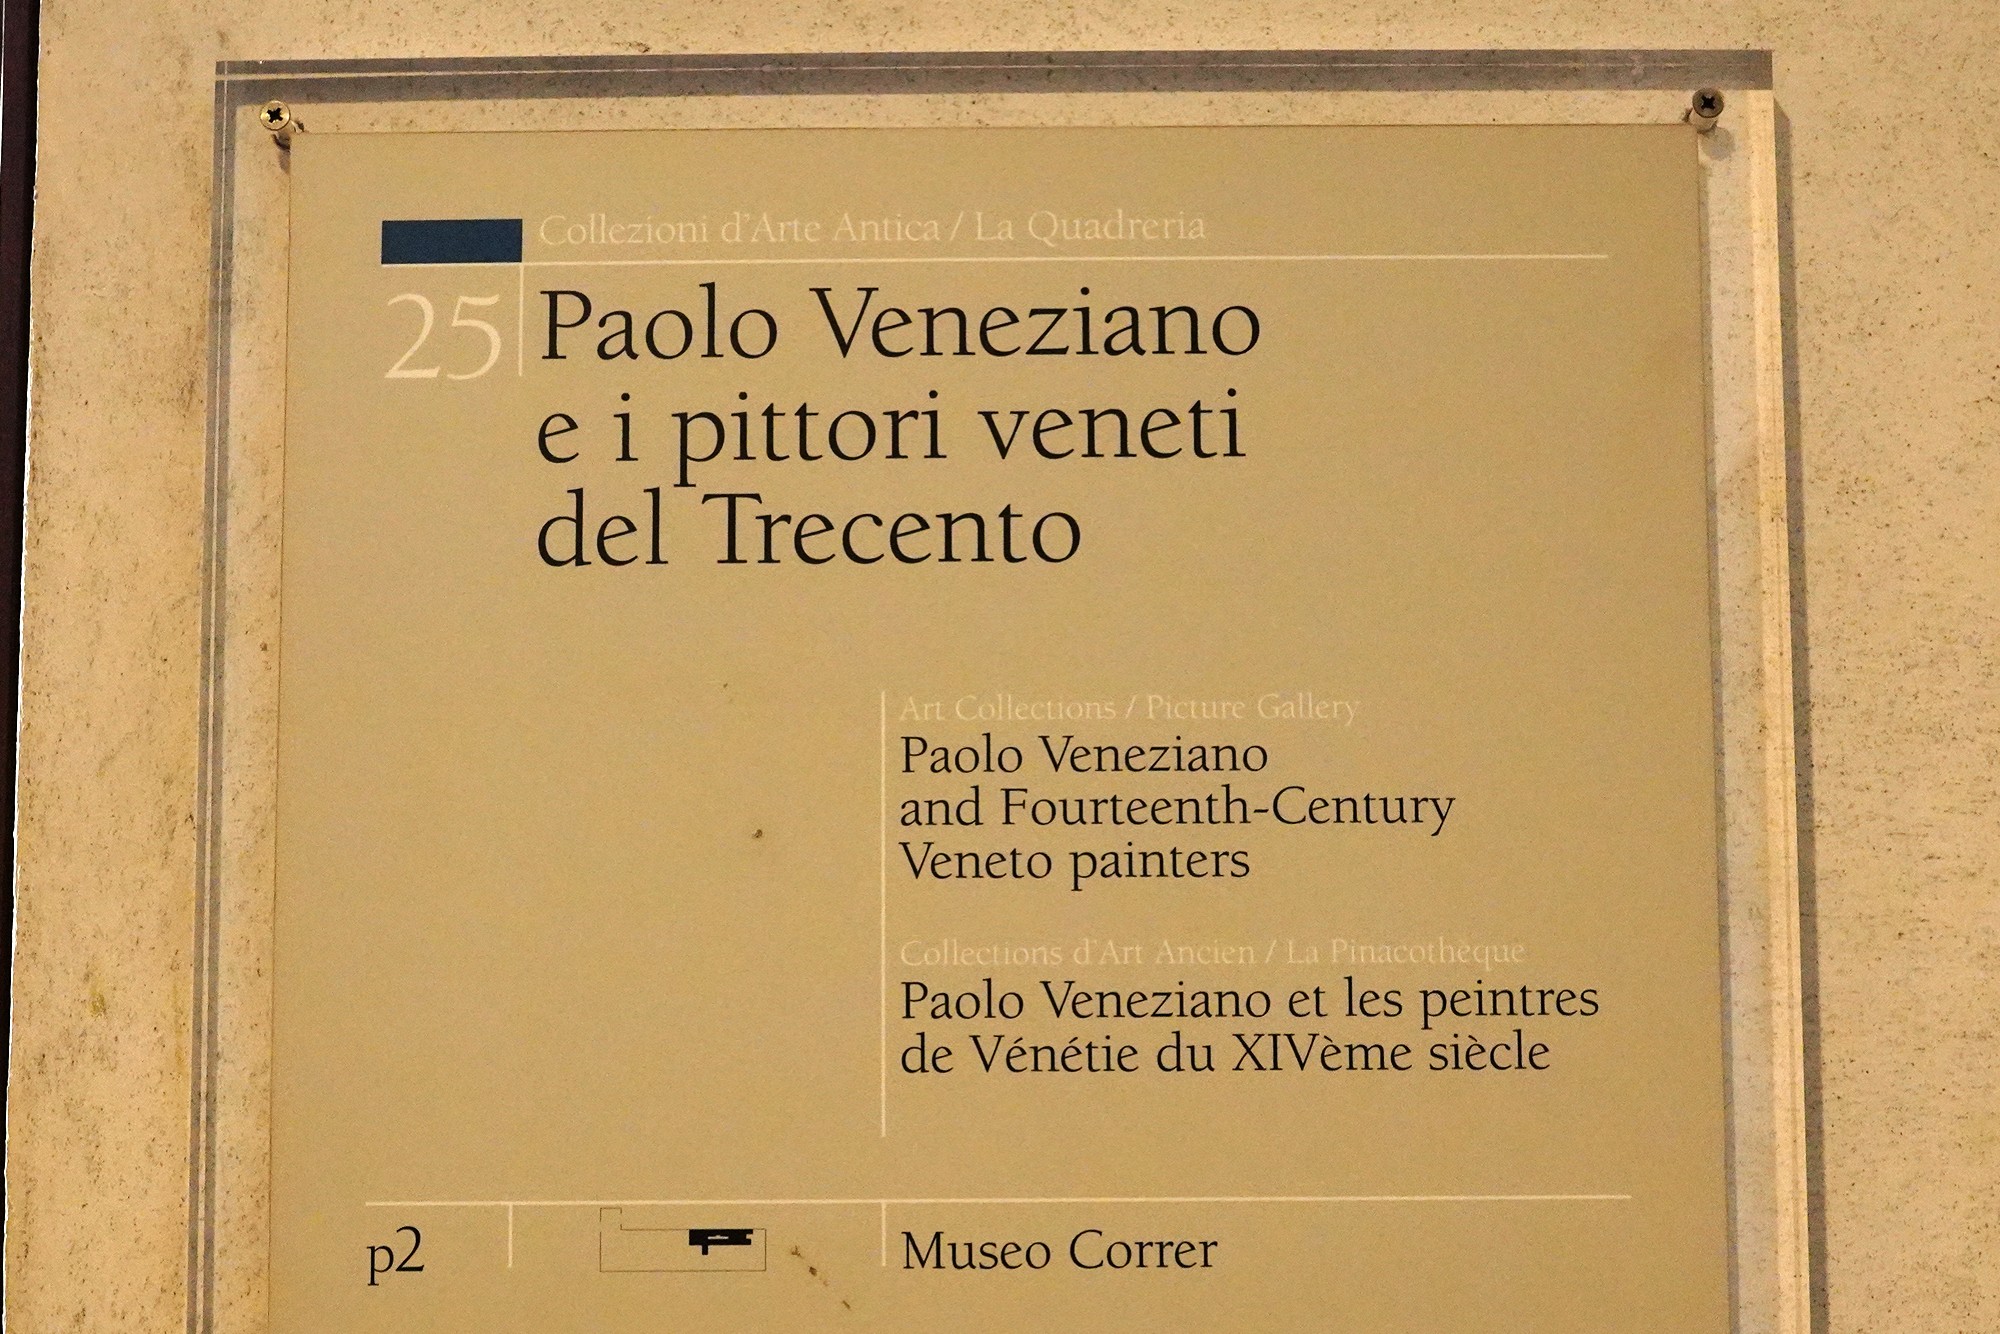 Collezioni d'Arte Antica / La Quadreria
25
Paolo Veneziano
e i pittori veneti
del Trecento
Art Collections / Picture Gallery
Paolo Veneziano
and Fourteenth-Century
Veneto painters
Collections d'Art Ancien / La Pinacothèque
Paolo Veneziano et les peintres
de Vénétie du XIVème siècle
p2
Museo Correr